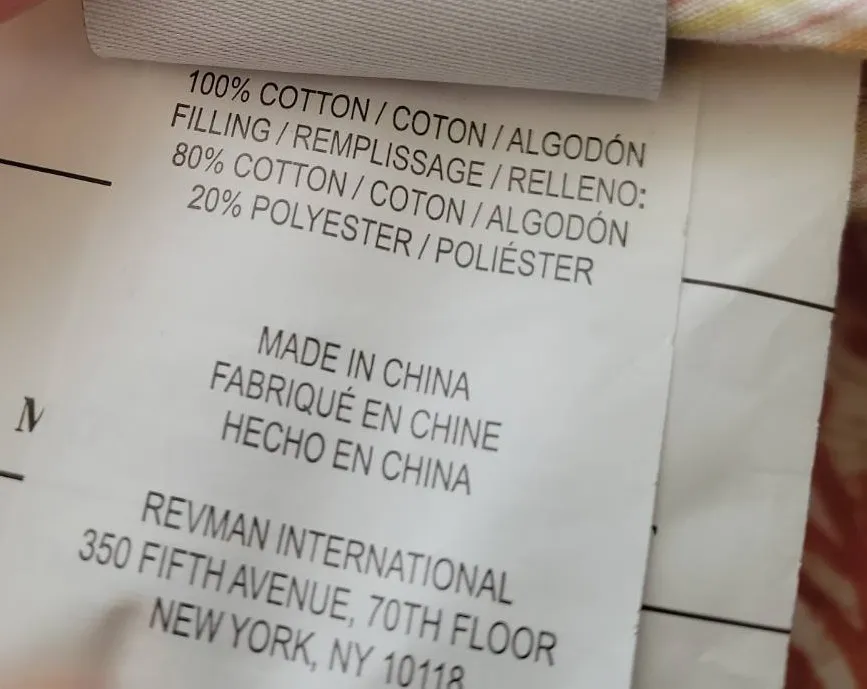 100% COTTON / COTON / ALGODÓN
FILLING / REMPLISSAGE / RELLENO:
80% COTTON / COTON / ALGODÓN
20% POLYESTER / POLIÉSTER
MADE IN CHINA
FABRIQUÉ EN CHINE
HECHO EN CHINA
M
REVMAN INTERNATIONAL
350 FIFTH AVENUE, 70TH FLOOR
NEW YORK, NY 10118